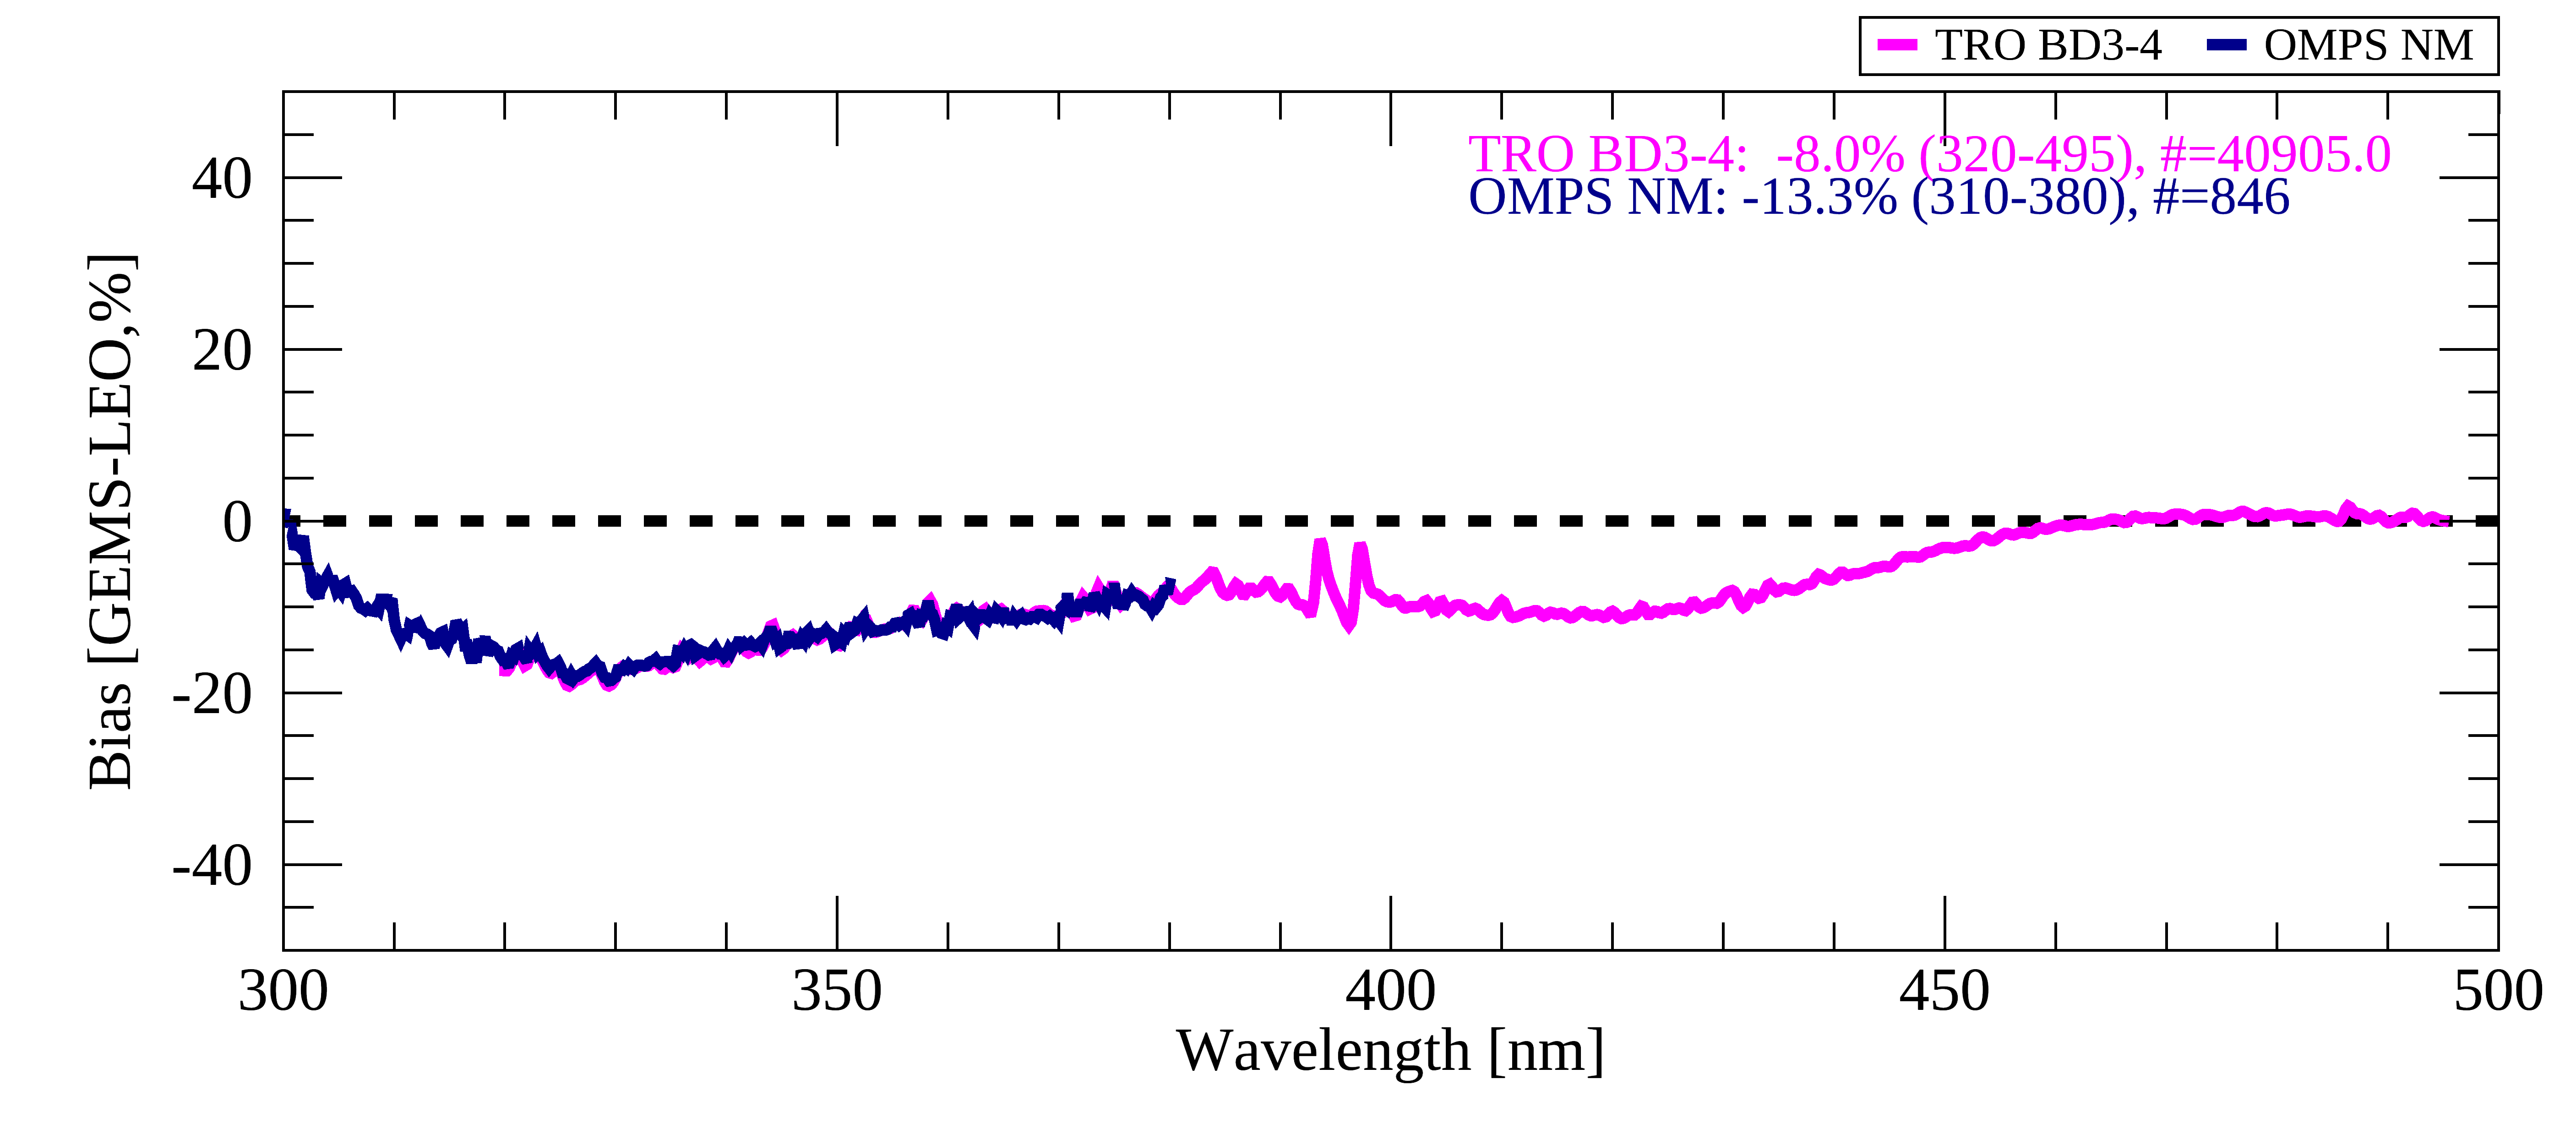 TRO BD3-4 OMPS NM
TRO BD3-4: -8.0% (320-495), #=40905.0
OMPS NM: -13.3% (310-380), #=846
40
20
0
-20
-40
Bias [GEMS-LEO,%]
300 350 400 450 500
Wavelength [nm]